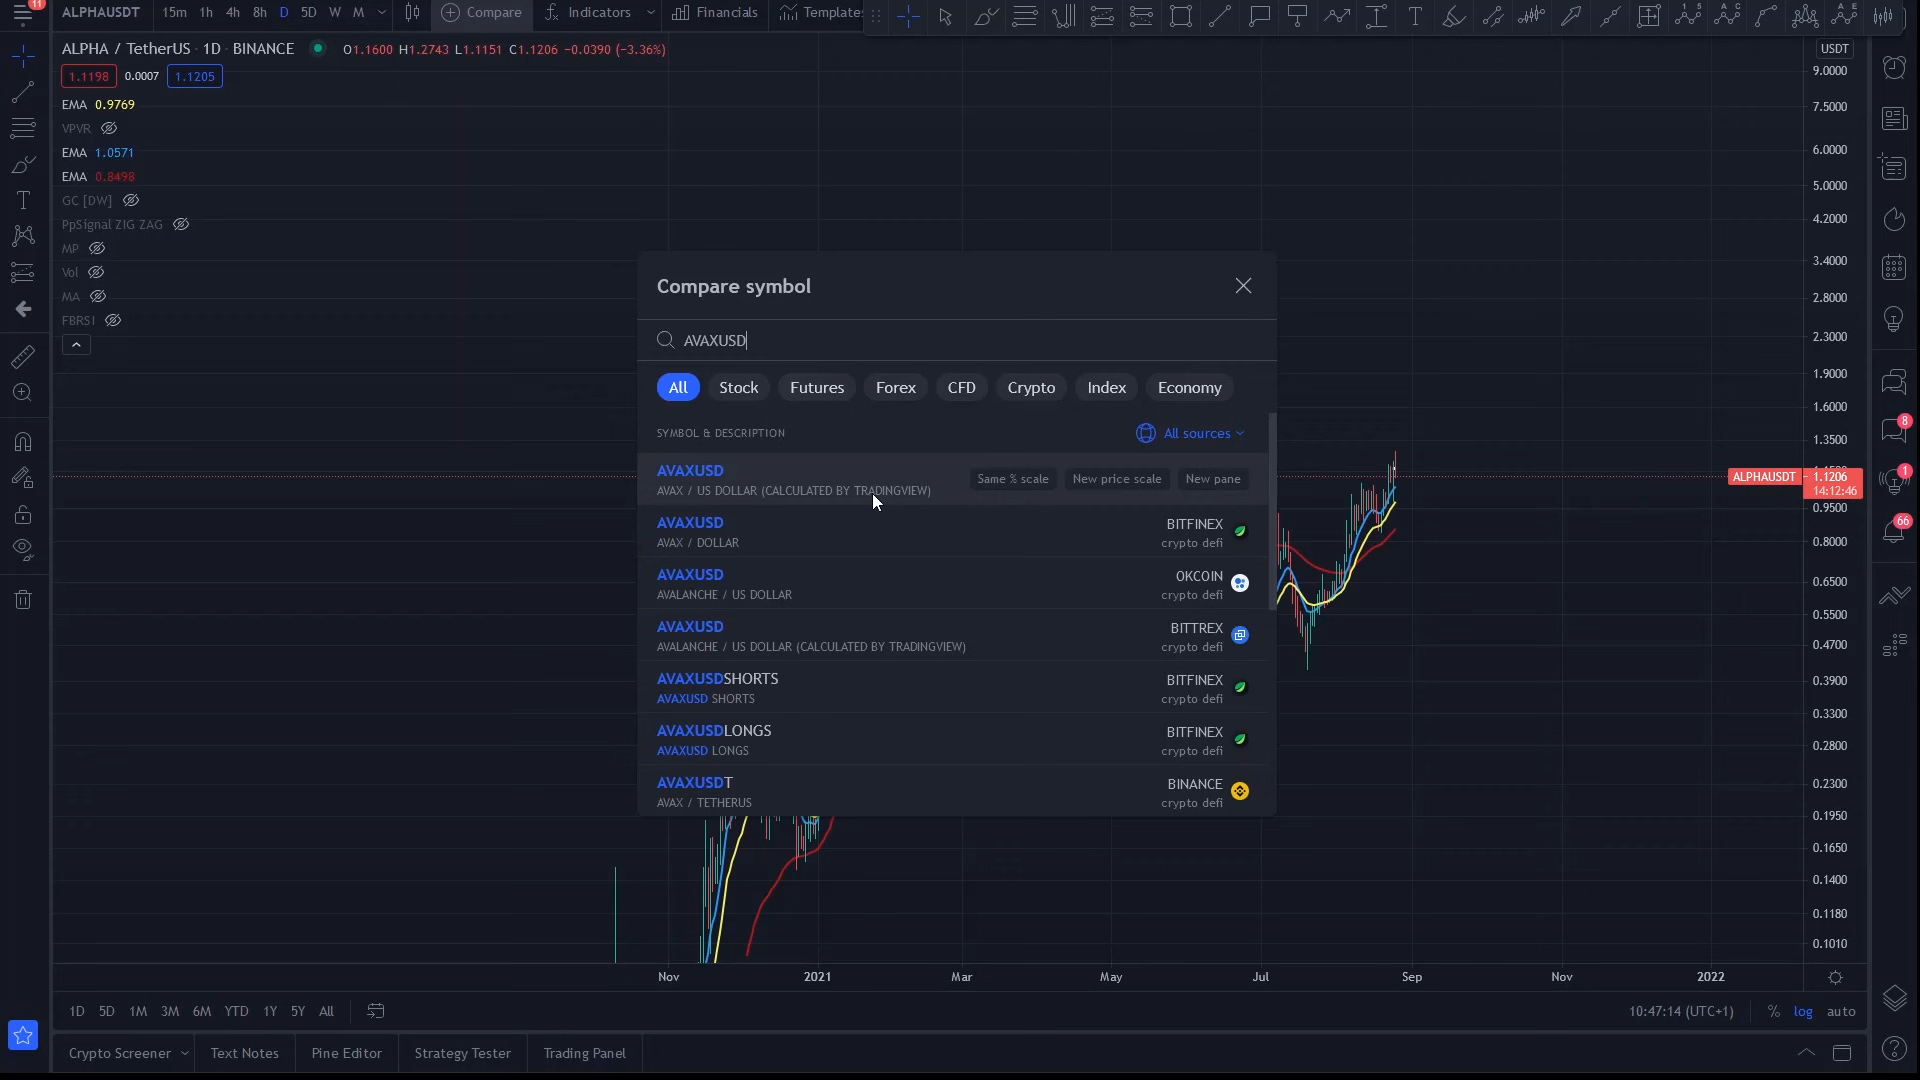 11
ALPHAUSDT 15m 1h 4h 8h D 5D W M Compare Indicators Financials Templates
ALPHA / TetherUS · 1D · BINANCE O1.1600 H1.2743 L1.1151 C1.1206 −0.0390 (−3.36%)
1.1198 0.0007 1.1205
EMA 0.9769
VPVR
EMA 1.0571
EMA 0.8498
GC [DW]
PpSignal ZIG ZAG
MP
Vol
MA
FBRSI
Compare symbol
AVAXUSD
All Stock Futures Forex CFD Crypto Index Economy
SYMBOL & DESCRIPTION All sources
AVAXUSD
AVAX / US DOLLAR (CALCULATED BY TRADINGVIEW)
Same % scale New price scale New pane
AVAXUSD BITFINEX
AVAX / DOLLAR crypto defi
AVAXUSD OKCOIN
AVALANCHE / US DOLLAR crypto defi
AVAXUSD BITTREX
AVALANCHE / US DOLLAR (CALCULATED BY TRADINGVIEW) crypto defi
AVAXUSDSHORTS BITFINEX
AVAXUSD SHORTS crypto defi
AVAXUSDLONGS BITFINEX
AVAXUSD LONGS crypto defi
AVAXUSDT BINANCE
AVAX / TETHERUS crypto defi
USDT
9.0000
7.5000
6.0000
5.0000
4.2000
3.4000
2.8000
2.3000
1.9000
1.6000
1.3500
ALPHAUSDT 1.1206
14:12:46
0.9500
0.8000
0.6500
0.5500
0.4700
0.3900
0.3300
0.2800
0.2300
0.1950
0.1650
0.1400
0.1180
0.1010
8
1
66
Nov 2021 Mar May Jul Sep Nov 2022
1D 5D 1M 3M 6M YTD 1Y 5Y All 10:47:14 (UTC+1) % log auto
Crypto Screener Text Notes Pine Editor Strategy Tester Trading Panel